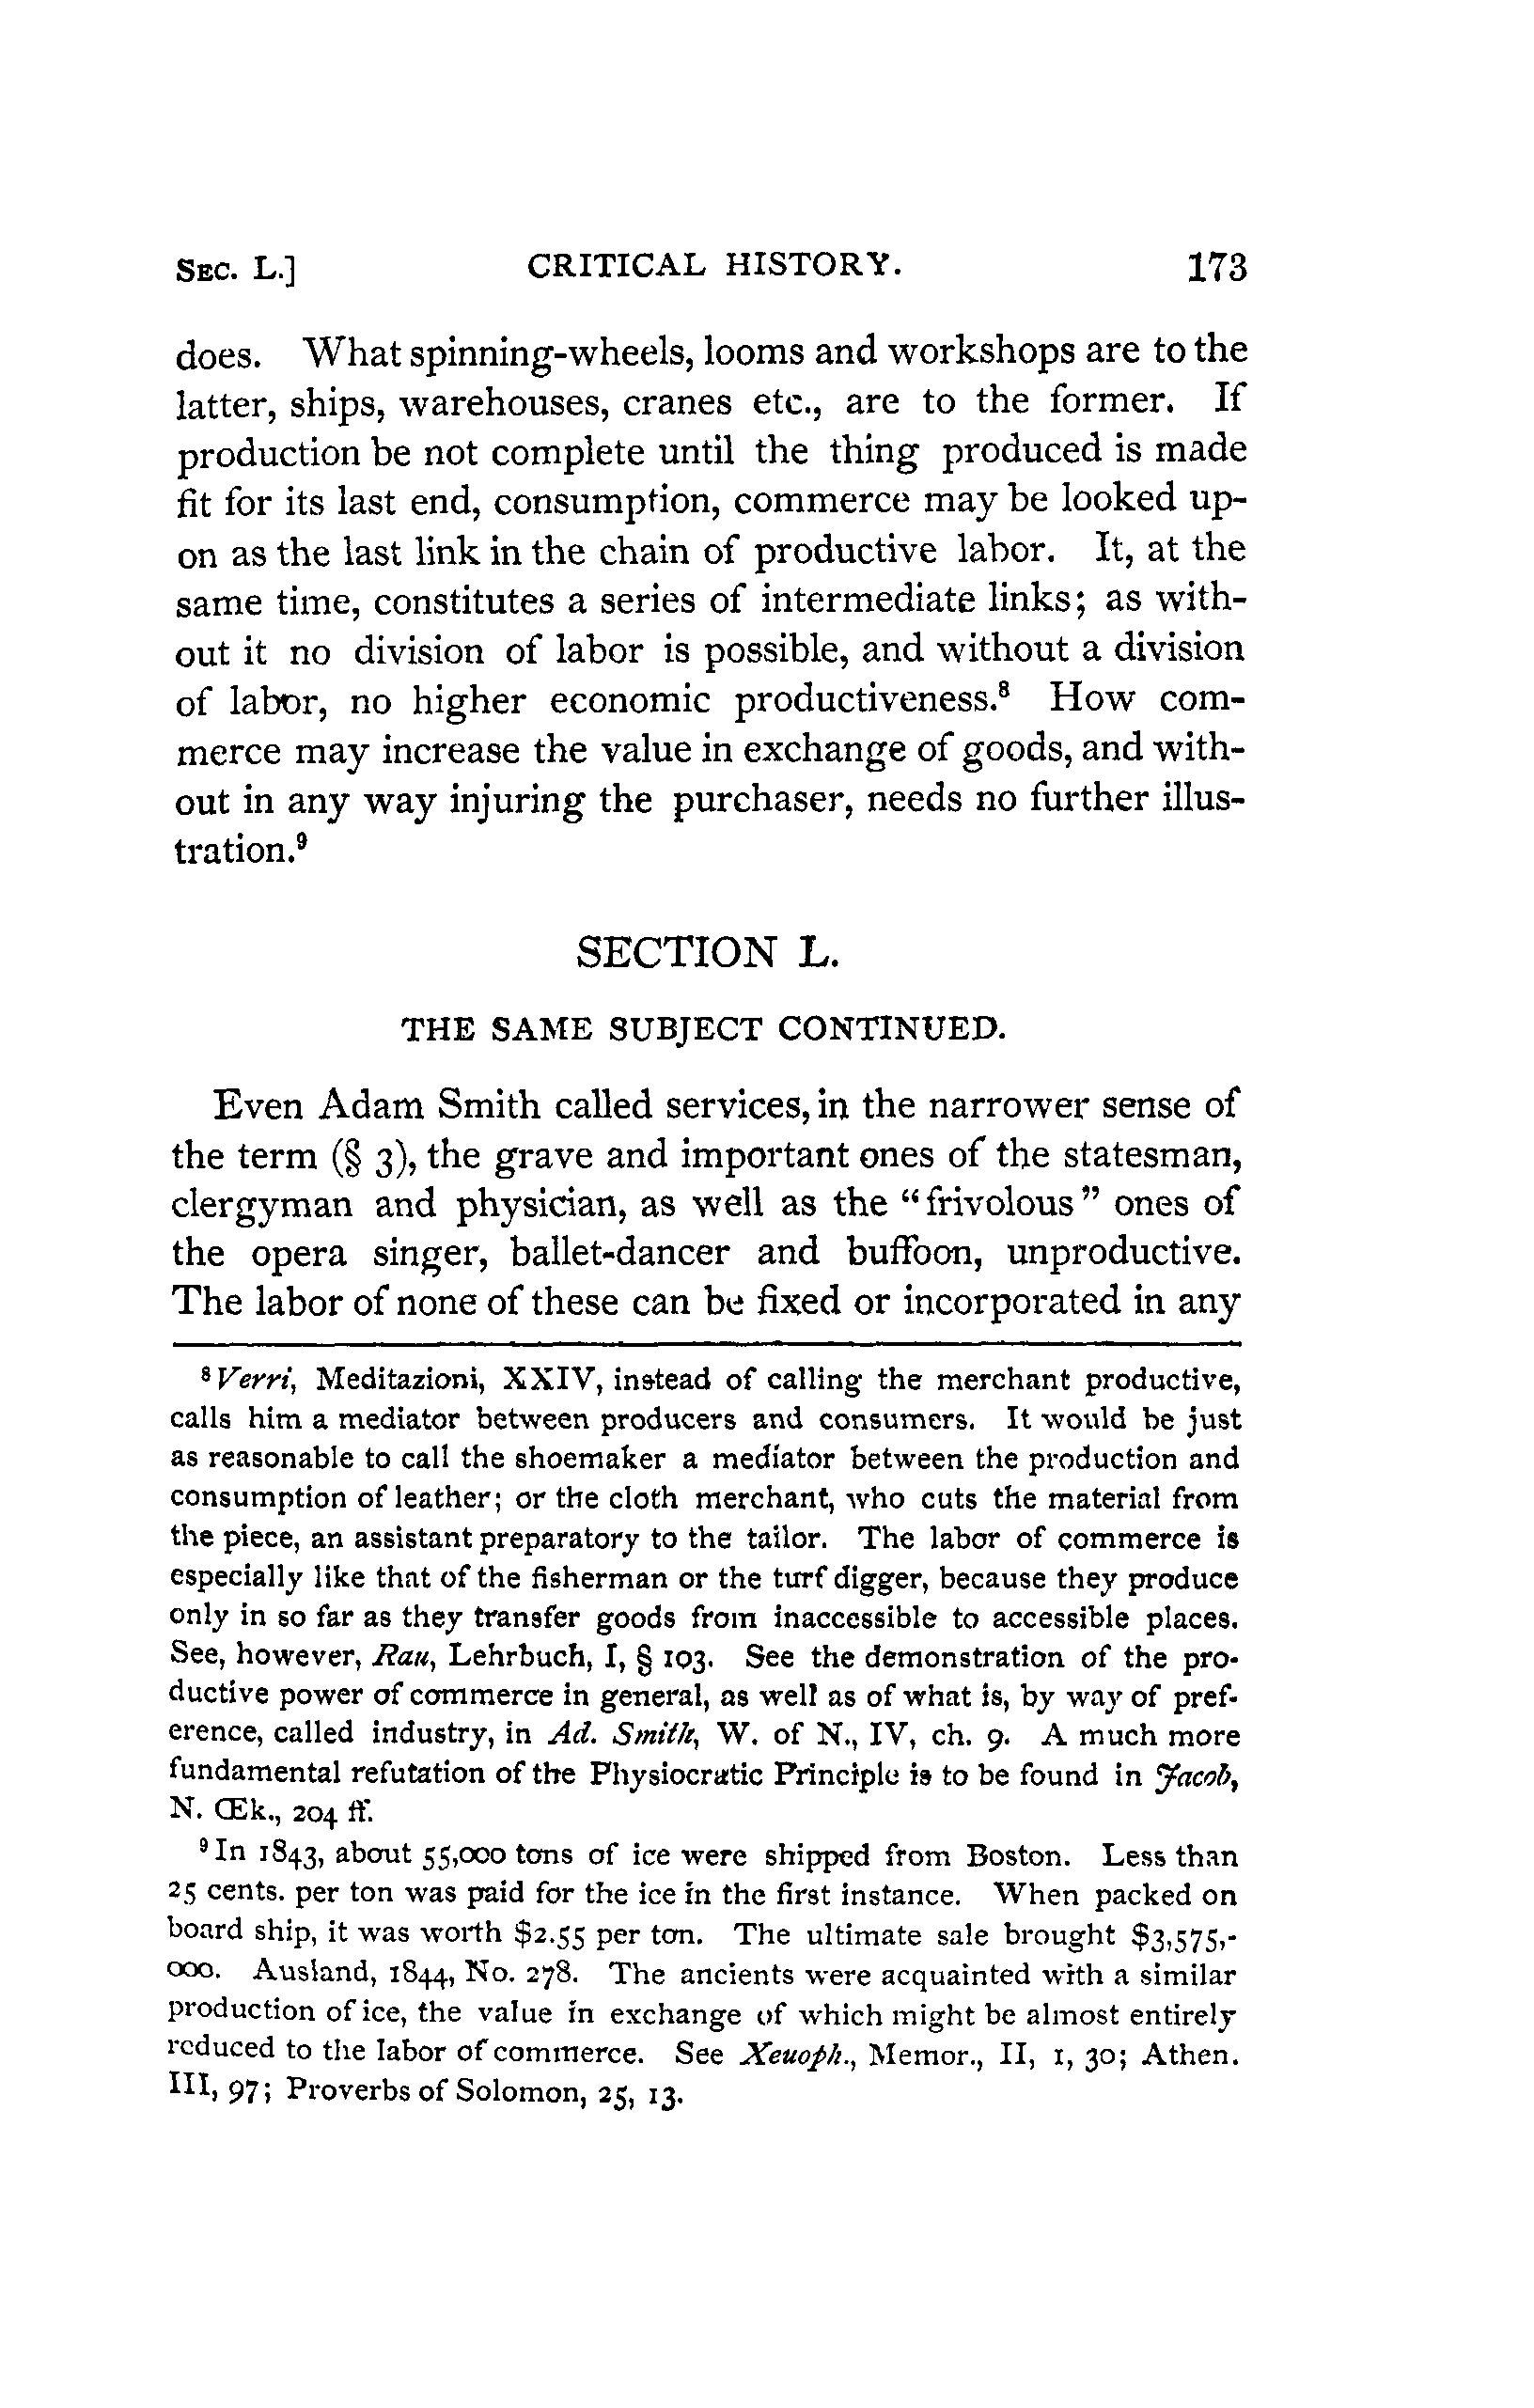 SEC. L.] CRITICAL HISTORY. 173
does. What spinning-wheels, looms and workshops are to the
latter, ships, warehouses, cranes etc., are to the former. If
production be not complete until the thing produced is made
fit for its last end, consumption, commerce may be looked up-
on as the last link in the chain of productive labor. It, at the
same time, constitutes a series of intermediate links; as with-
out it no division of labor is possible, and without a division
of labor, no higher economic productiveness.⁸ How com-
merce may increase the value in exchange of goods, and with-
out in any way injuring the purchaser, needs no further illus-
tration.⁹
SECTION L.
THE SAME SUBJECT CONTINUED.
Even Adam Smith called services, in the narrower sense of
the term (§ 3), the grave and important ones of the statesman,
clergyman and physician, as well as the “frivolous” ones of
the opera singer, ballet-dancer and buffoon, unproductive.
The labor of none of these can be fixed or incorporated in any
⁸ Verri, Meditazioni, XXIV, instead of calling the merchant productive,
calls him a mediator between producers and consumers. It would be just
as reasonable to call the shoemaker a mediator between the production and
consumption of leather; or the cloth merchant, who cuts the material from
the piece, an assistant preparatory to the tailor. The labor of commerce is
especially like that of the fisherman or the turf digger, because they produce
only in so far as they transfer goods from inaccessible to accessible places.
See, however, Rau, Lehrbuch, I, § 103. See the demonstration of the pro-
ductive power of commerce in general, as well as of what is, by way of pref-
erence, called industry, in Ad. Smith, W. of N., IV, ch. 9. A much more
fundamental refutation of the Physiocratic Principle is to be found in Jacob,
N. Œk., 204 ff.
⁹ In 1843, about 55,000 tons of ice were shipped from Boston. Less than
25 cents. per ton was paid for the ice in the first instance. When packed on
board ship, it was worth $2.55 per ton. The ultimate sale brought $3,575,-
000. Ausland, 1844, No. 278. The ancients were acquainted with a similar
production of ice, the value in exchange of which might be almost entirely
reduced to the labor of commerce. See Xeuoph., Memor., II, 1, 30; Athen.
III, 97; Proverbs of Solomon, 25, 13.